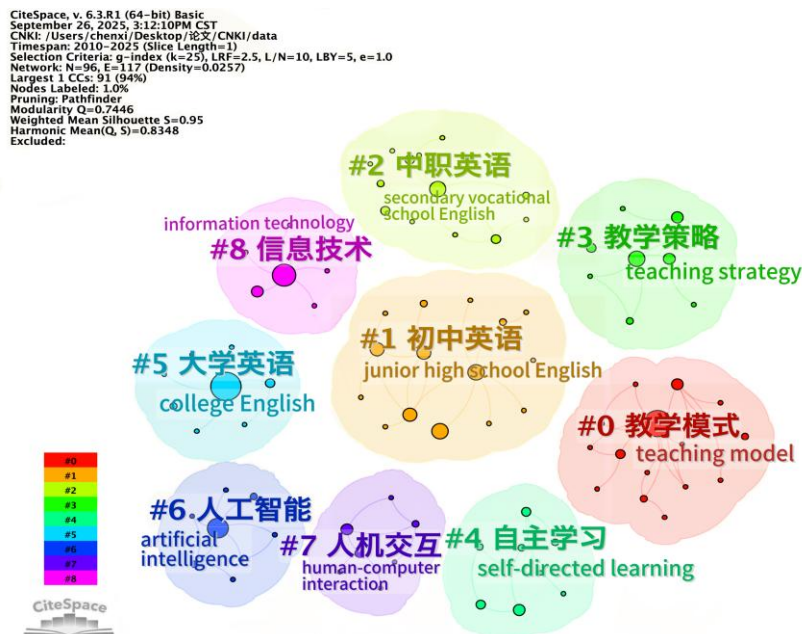 CiteSpace, v. 6.3.R1 (64-bit) Basic
September 26, 2025, 3:12:10PM CST
CNKI: /Users/chenxi/Desktop/论文/CNKI/data
Timespan: 2010-2025 (Slice Length=1)
Selection Criteria: g-index (k=25), LRF=2.5, L/N=10, LBY=5, e=1.0
Network: N=96, E=117 (Density=0.0257)
Largest 1 CCs: 91 (94%)
Nodes Labeled: 1.0%
Pruning: Pathfinder
Modularity Q=0.7446
Weighted Mean Silhouette S=0.95
Harmonic Mean(Q, S)=0.8348
Excluded:
#2 中职英语
secondary vocational
school English
information technology
#8 信息技术
#3 教学策略
teaching strategy
#1 初中英语
junior high school English
#5 大学英语
college English
#0 教学模式
teaching model
#6 人工智能
artificial
intelligence
#7 人机交互
human-computer
interaction
#4 自主学习
self-directed learning
#0
#1
#2
#3
#4
#5
#6
#7
#8
CiteSpace